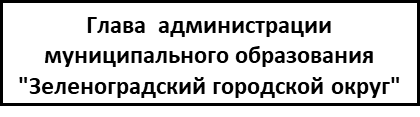 Глава администрации
муниципального образования
"Зеленоградский городской округ"